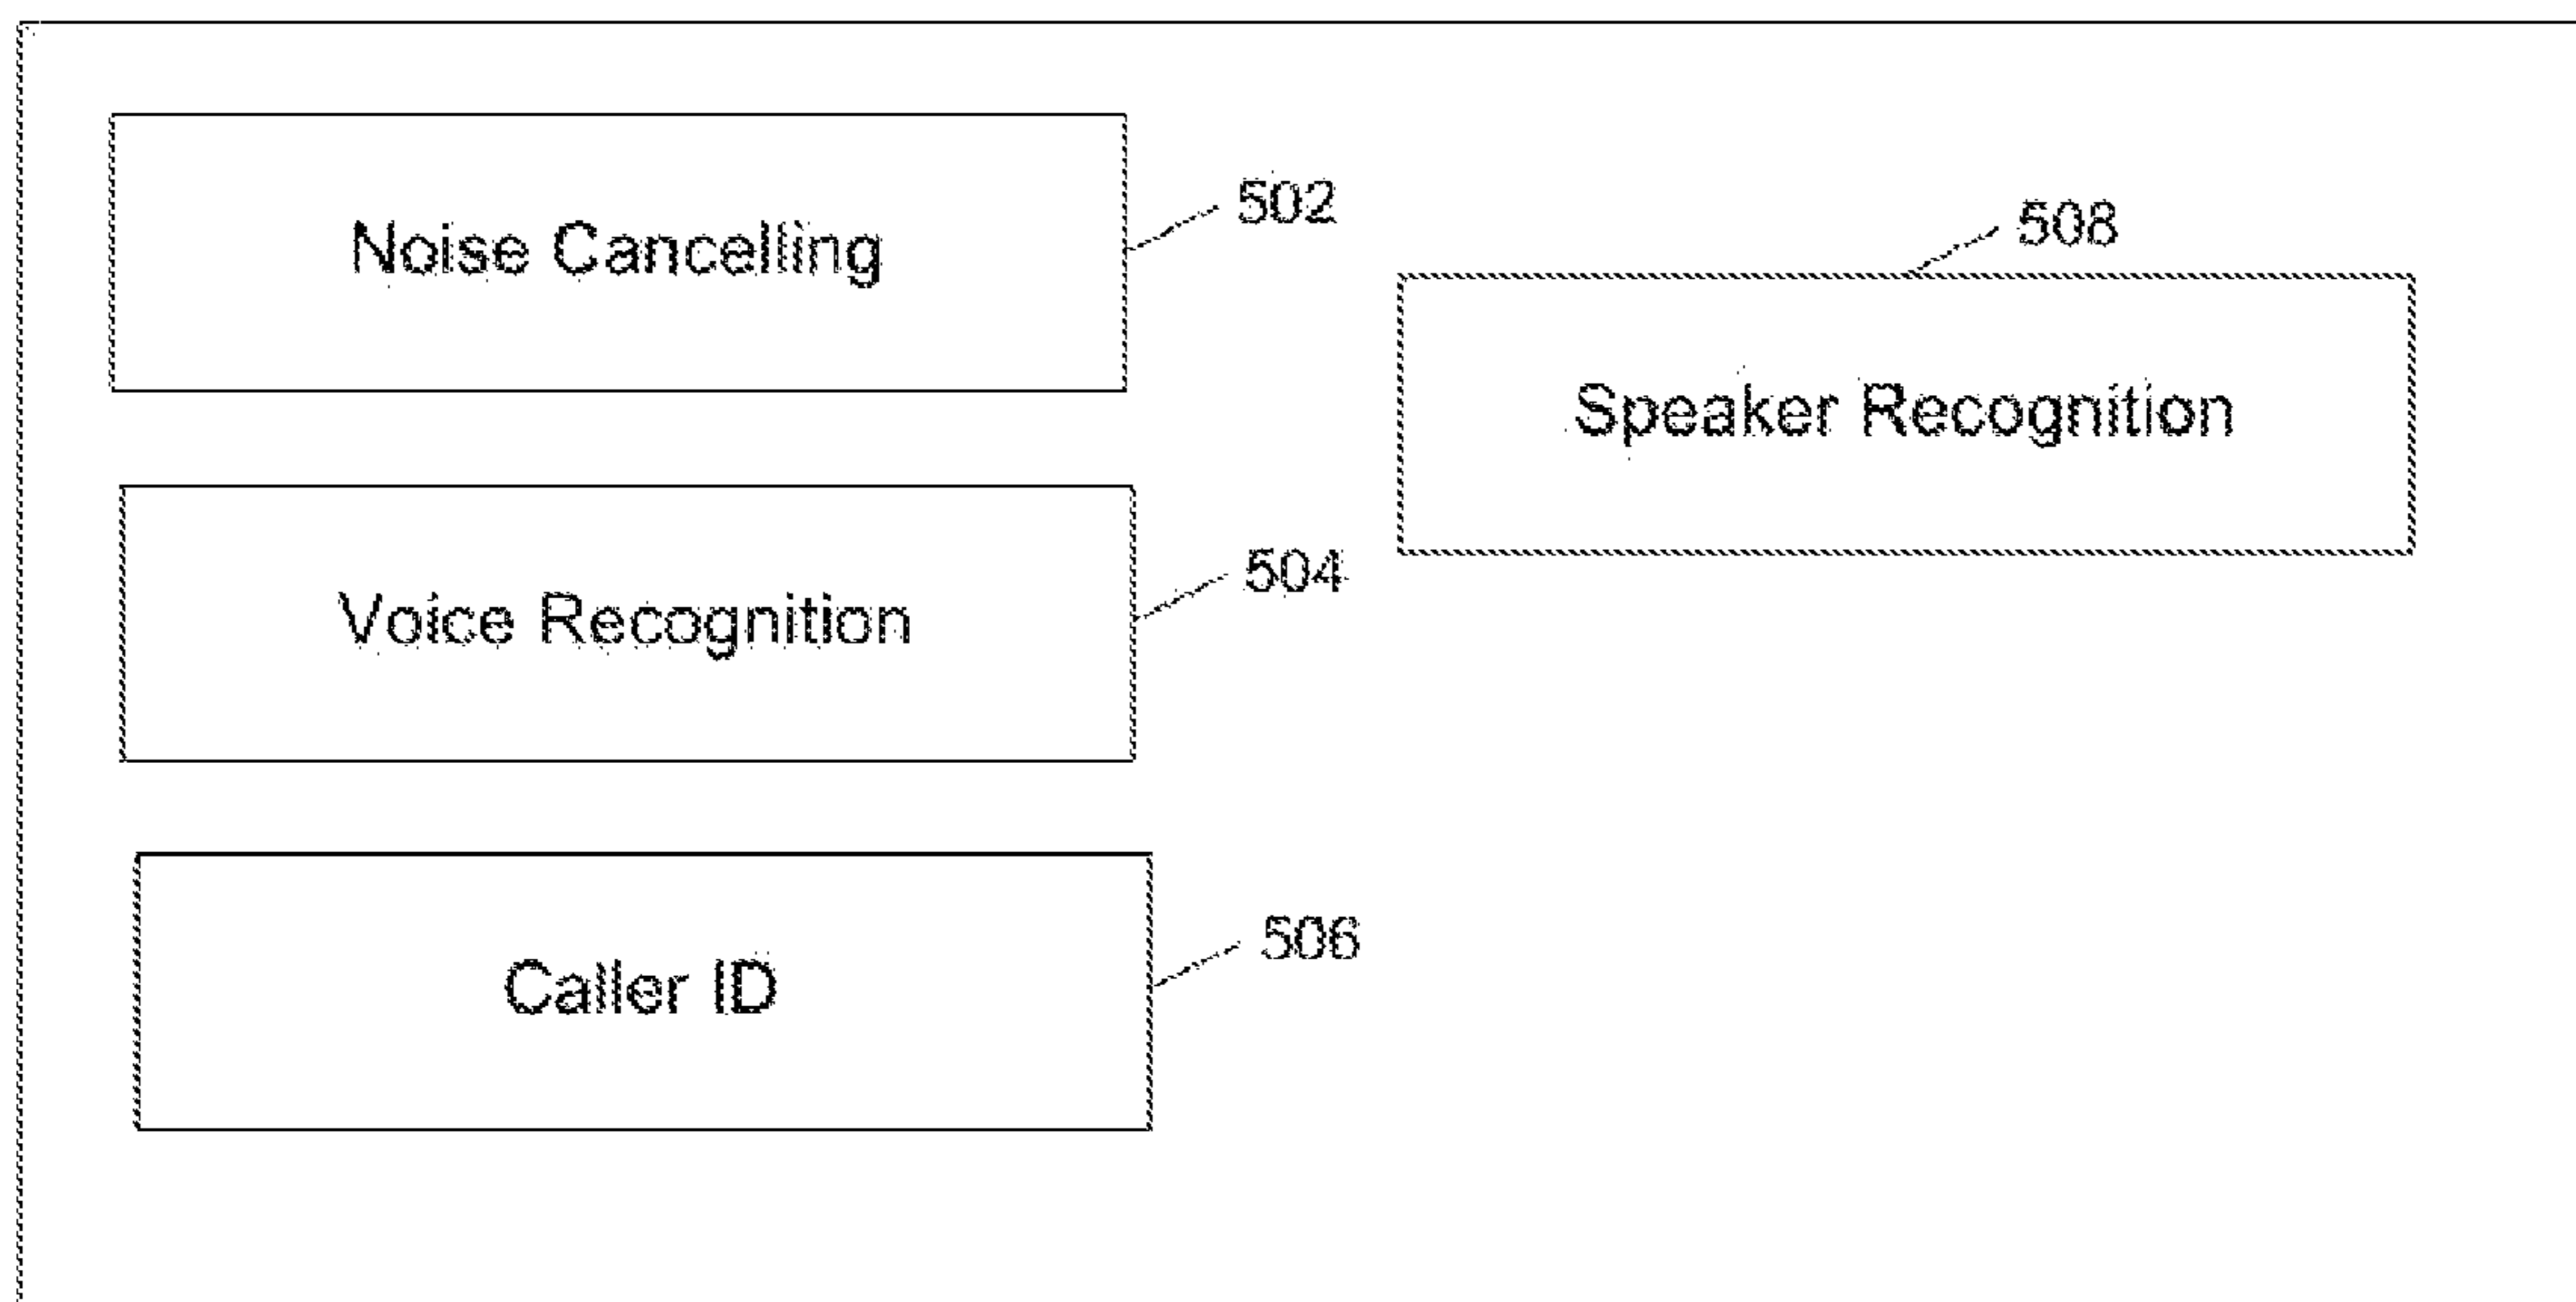 Noise Cancelling
502
508
Speaker Recognition
Voice Recognition
504
Caller ID
506